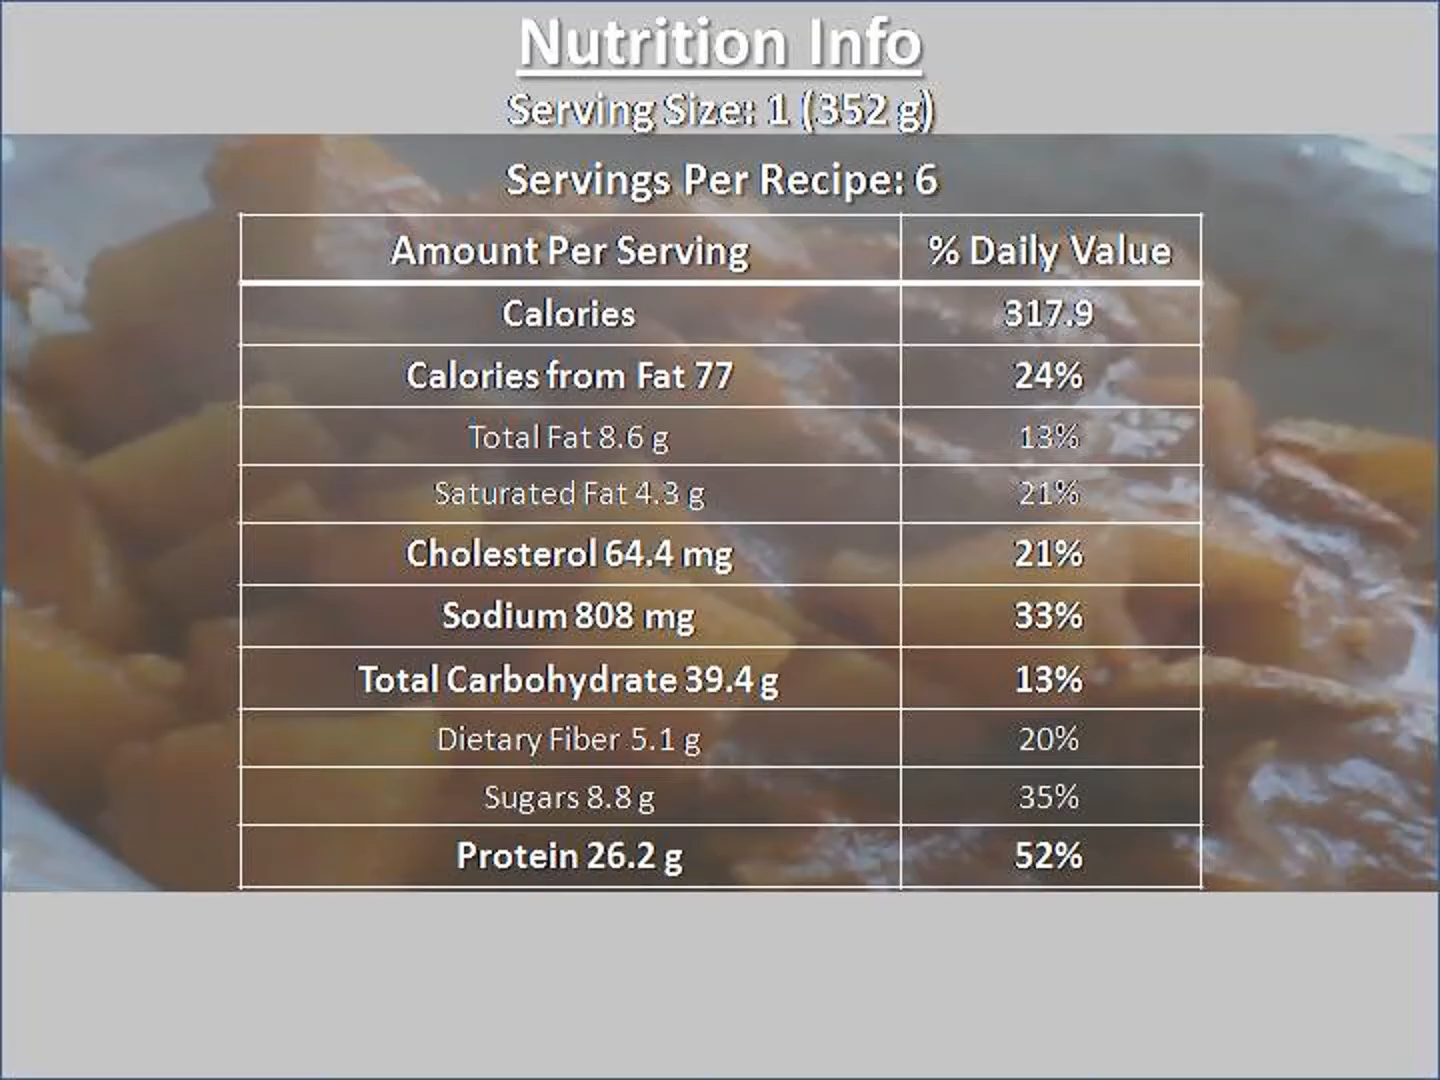 Nutrition Info
Serving Size: 1 (352 g)
Servings Per Recipe: 6
Amount Per Serving % Daily Value
Calories 317.9
Calories from Fat 77 24%
Total Fat 8.6 g 13%
Saturated Fat 4.3 g 21%
Cholesterol 64.4 mg 21%
Sodium 808 mg 33%
Total Carbohydrate 39.4 g 13%
Dietary Fiber 5.1 g 20%
Sugars 8.8 g 35%
Protein 26.2 g 52%